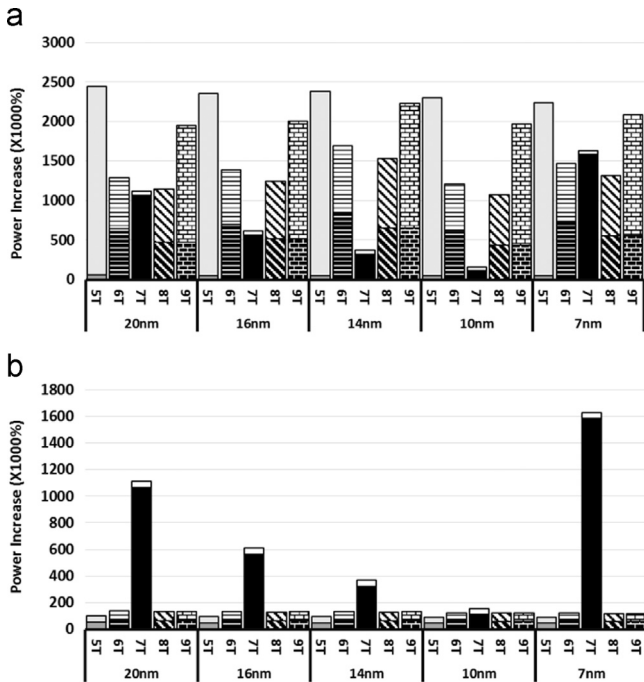 a
3000
2500
2000
1500
1000
500
0
Power Increase (X1000%)
5T 6T 7T 8T 9T 5T 6T 7T 8T 9T 5T 6T 7T 8T 9T 5T 6T 7T 8T 9T 5T 6T 7T 8T 9T
20nm 16nm 14nm 10nm 7nm
b
1800
1600
1400
1200
1000
800
600
400
200
0
Power Increase (X1000%)
5T 6T 7T 8T 9T 5T 6T 7T 8T 9T 5T 6T 7T 8T 9T 5T 6T 7T 8T 9T 5T 6T 7T 8T 9T
20nm 16nm 14nm 10nm 7nm